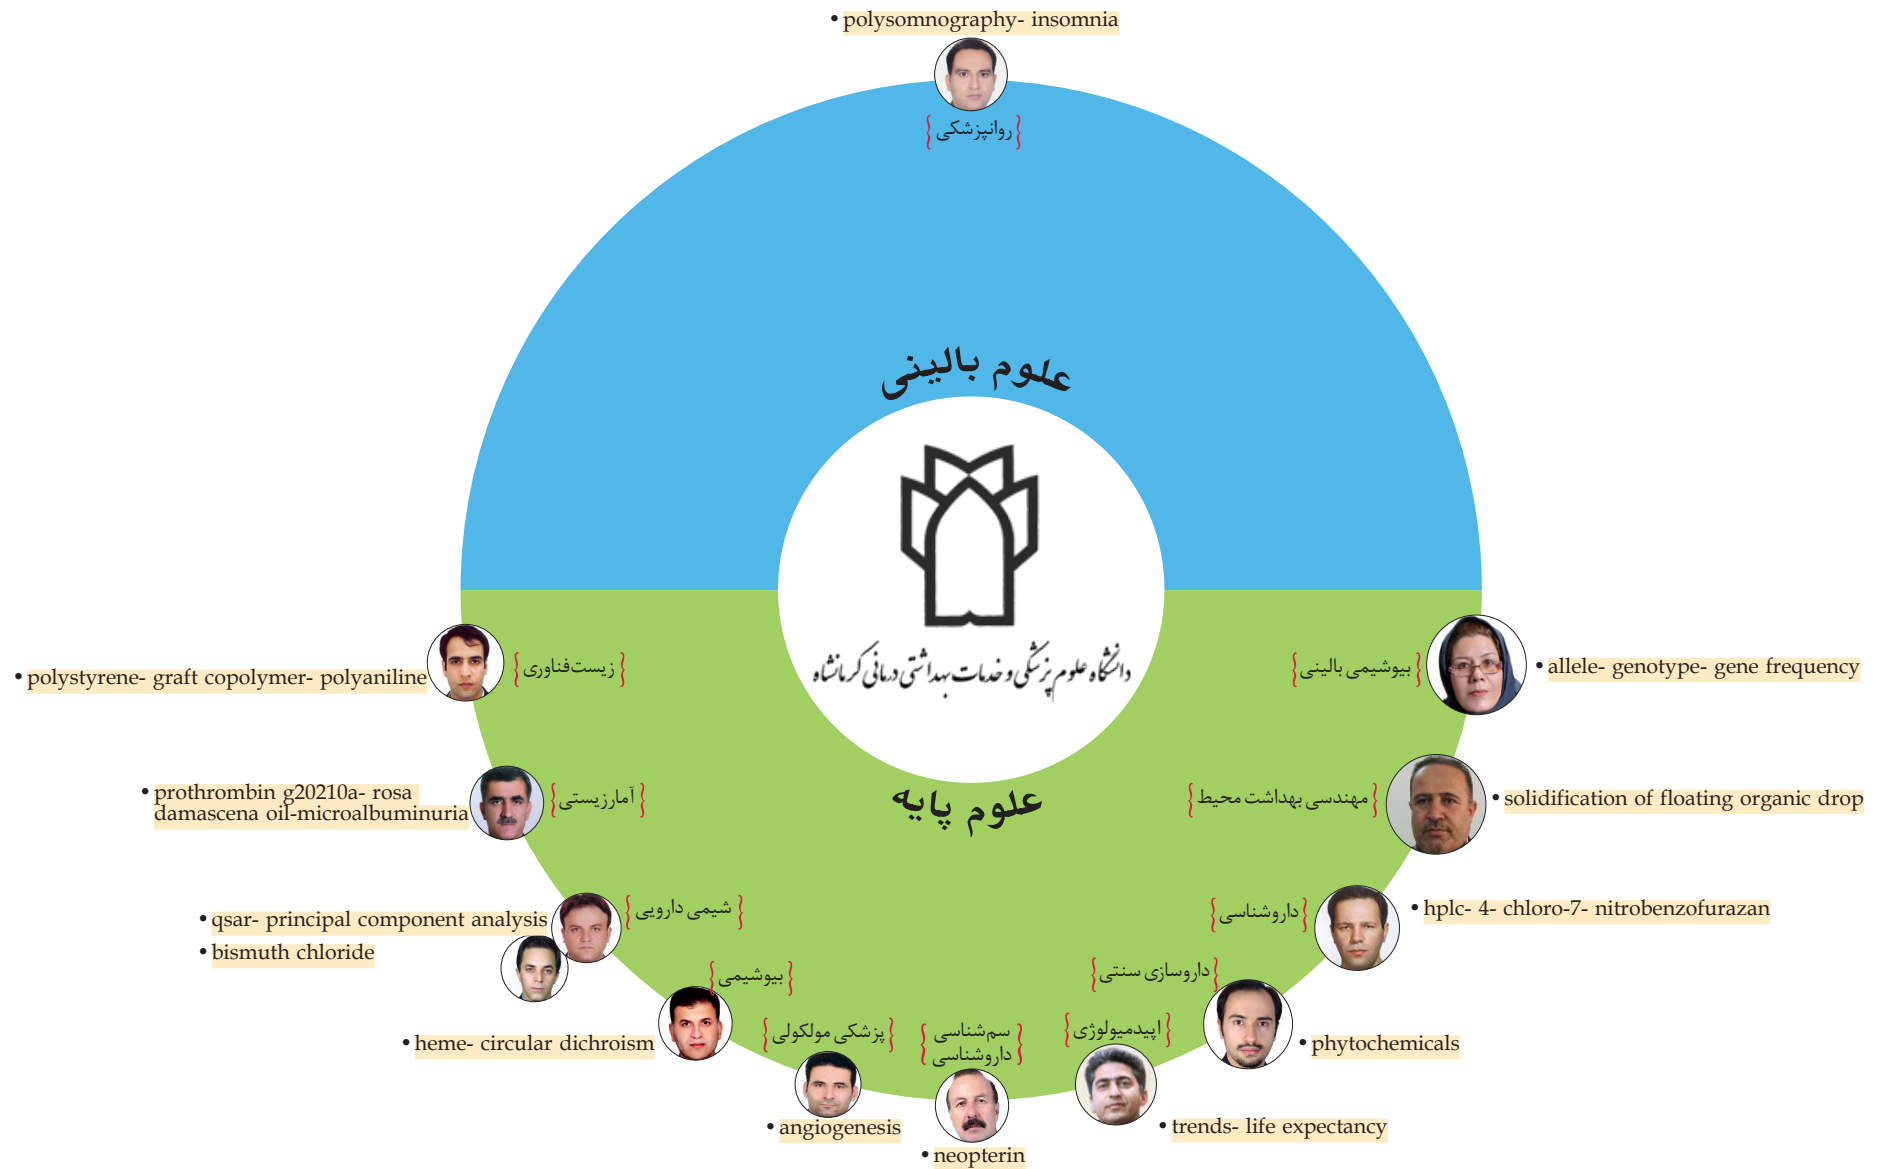 • polysomnography- insomnia
{روانپزشکی}
علوم بالینی
دانشگاه علوم پزشکی و خدمات بهداشتی درمانی کرمانشاه
علوم پایه
{بیوشیمی بالینی}
• allele- genotype- gene frequency
{مهندسی بهداشت محیط}
• solidification of floating organic drop
{داروشناسی}
• hplc- 4- chloro-7- nitrobenzofurazan
{داروسازی سنتی}
• phytochemicals
{اپیدمیولوژی}
• trends- life expectancy
{سم‌شناسی
داروشناسی}
• neopterin
{پزشکی مولکولی}
• angiogenesis
{بیوشیمی}
• heme- circular dichroism
{شیمی دارویی}
• qsar- principal component analysis
• bismuth chloride
{آمارزیستی}
• prothrombin g20210a- rosa
damascena oil-microalbuminuria
{زیست‌فناوری}
• polystyrene- graft copolymer- polyaniline